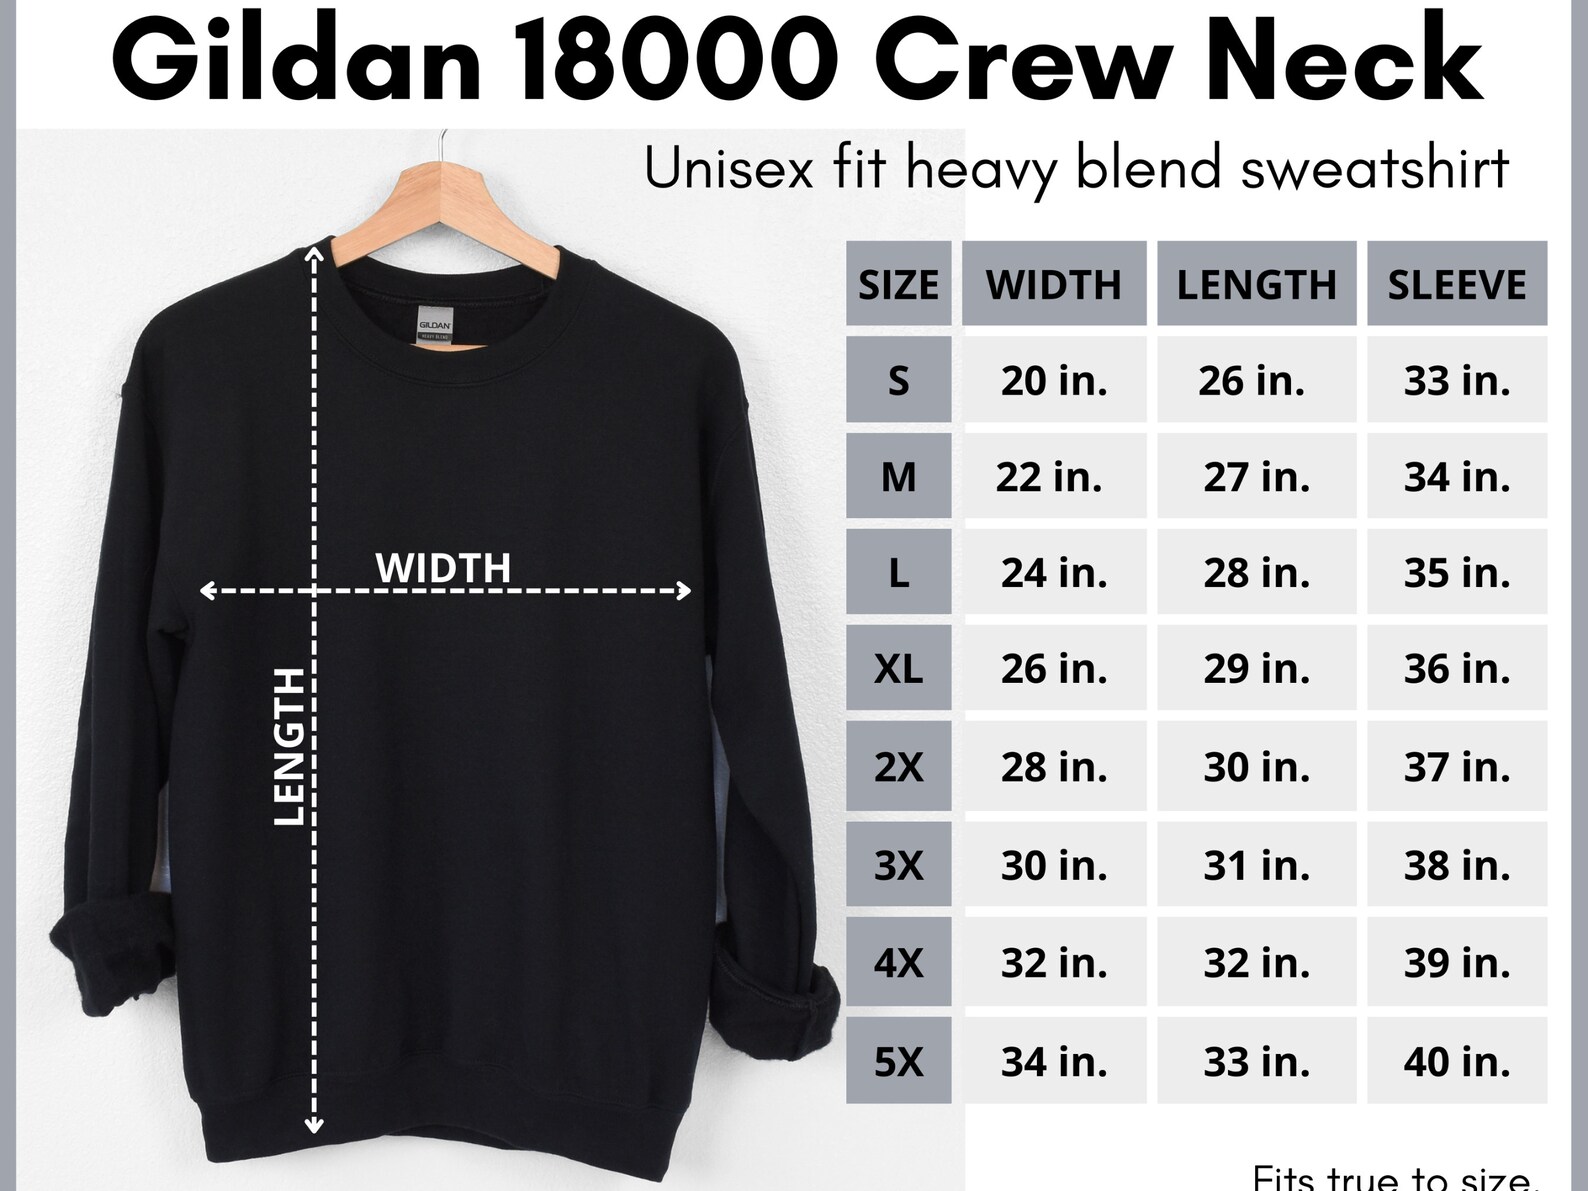 Gildan 18000 Crew Neck
Unisex fit heavy blend sweatshirt
SIZE WIDTH LENGTH SLEEVE
S 20 in. 26 in. 33 in.
M 22 in. 27 in. 34 in.
L 24 in. 28 in. 35 in.
XL 26 in. 29 in. 36 in.
2X 28 in. 30 in. 37 in.
3X 30 in. 31 in. 38 in.
4X 32 in. 32 in. 39 in.
5X 34 in. 33 in. 40 in.
GILDAN
HEAVY BLEND
WIDTH
LENGTH
Fits true to size.